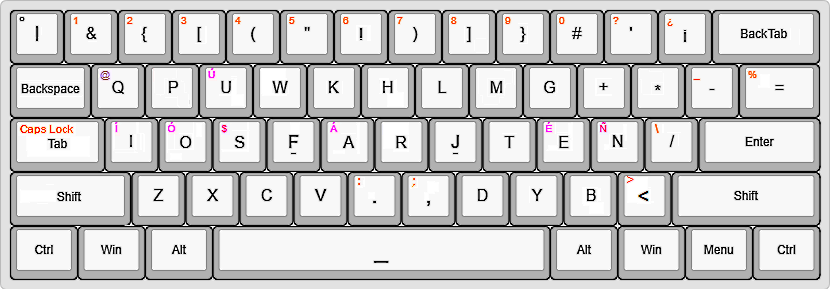 ° | 1 & 2 { 3 [ 4 ( 5 " 6 ! 7 ) 8 ] 9 } 0 # ? ' ¿ ¡ BackTab
Backspace @ Q P Ú U W K H L M G + * _ - % =
Caps Lock Tab Í I Ó O $ S F Á A R J T É E Ñ N \ / Enter
Shift Z X C V : . ; , D Y B > < Shift
Ctrl Win Alt _ Alt Win Menu Ctrl